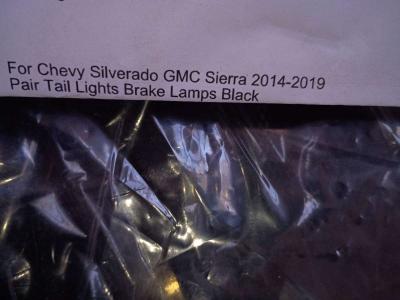 For Chevy Silverado GMC Sierra 2014-2019
Pair Tail Lights Brake Lamps Black